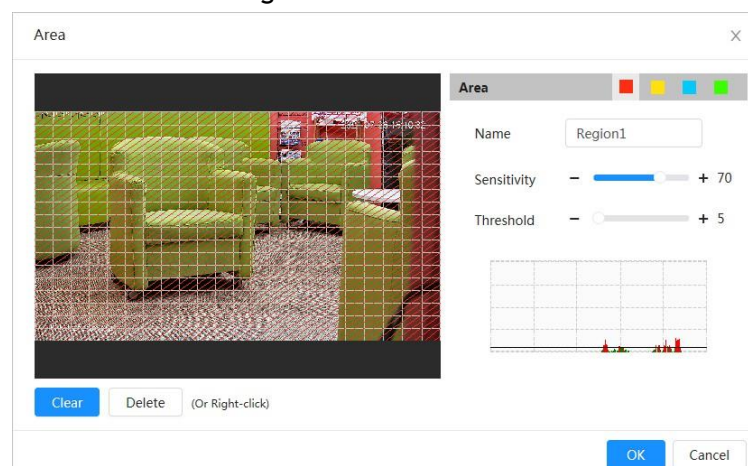 Area
Area
Name
Region1
Sensitivity
− + 70
Threshold
− + 5
Clear
Delete
(Or Right-click)
OK
Cancel